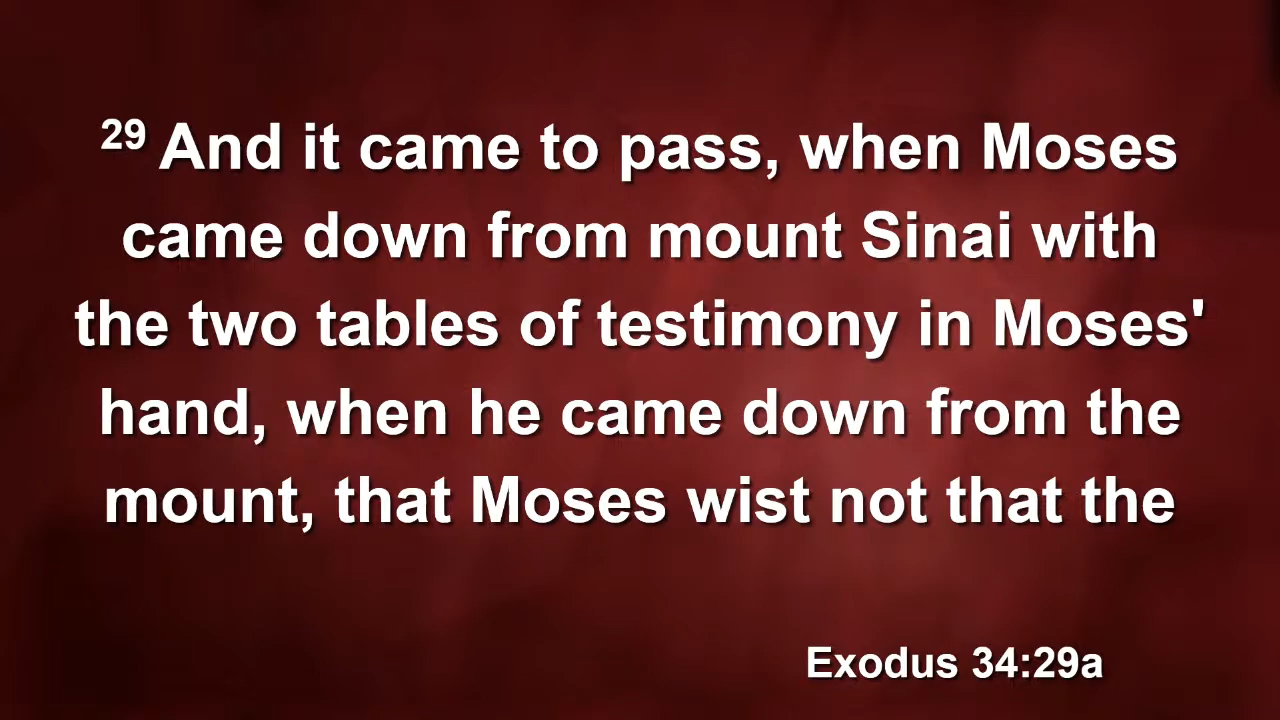 29 And it came to pass, when Moses
came down from mount Sinai with
the two tables of testimony in Moses'
hand, when he came down from the
mount, that Moses wist not that the
Exodus 34:29a